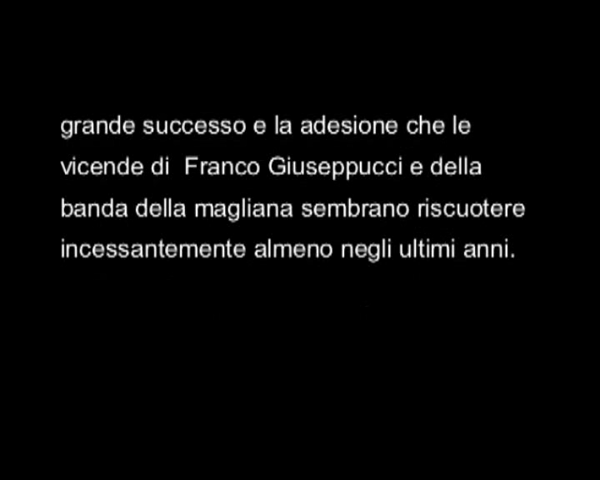 grande successo e la adesione che le
vicende di  Franco Giuseppucci e della
banda della magliana sembrano riscuotere
incessantemente almeno negli ultimi anni.